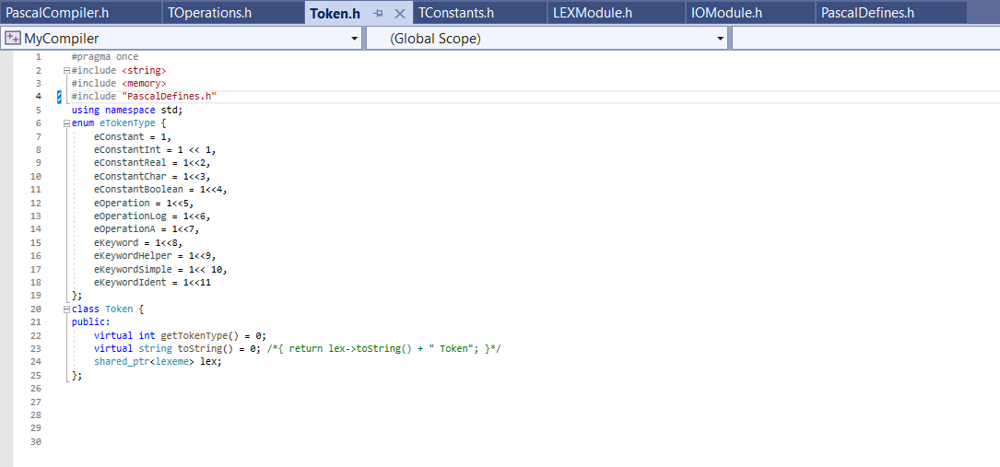 PascalCompiler.h TOperations.h Token.h TConstants.h LEXModule.h IOModule.h PascalDefines.h
MyCompiler (Global Scope)
1 #pragma once
2 #include <string>
3 #include <memory>
4 #include "PascalDefines.h"
5 using namespace std;
6 enum eTokenType {
7 eConstant = 1,
8 eConstantInt = 1 << 1,
9 eConstantReal = 1<<2,
10 eConstantChar = 1<<3,
11 eConstantBoolean = 1<<4,
12 eOperation = 1<<5,
13 eOperationLog = 1<<6,
14 eOperationA = 1<<7,
15 eKeyword = 1<<8,
16 eKeywordHelper = 1<<9,
17 eKeywordSimple = 1<< 10,
18 eKeywordIdent = 1<<11
19 };
20 class Token {
21 public:
22 virtual int getTokenType() = 0;
23 virtual string toString() = 0; /*{ return lex->toString() + " Token"; }*/
24 shared_ptr<lexeme> lex;
25 };
26
27
28
29
30